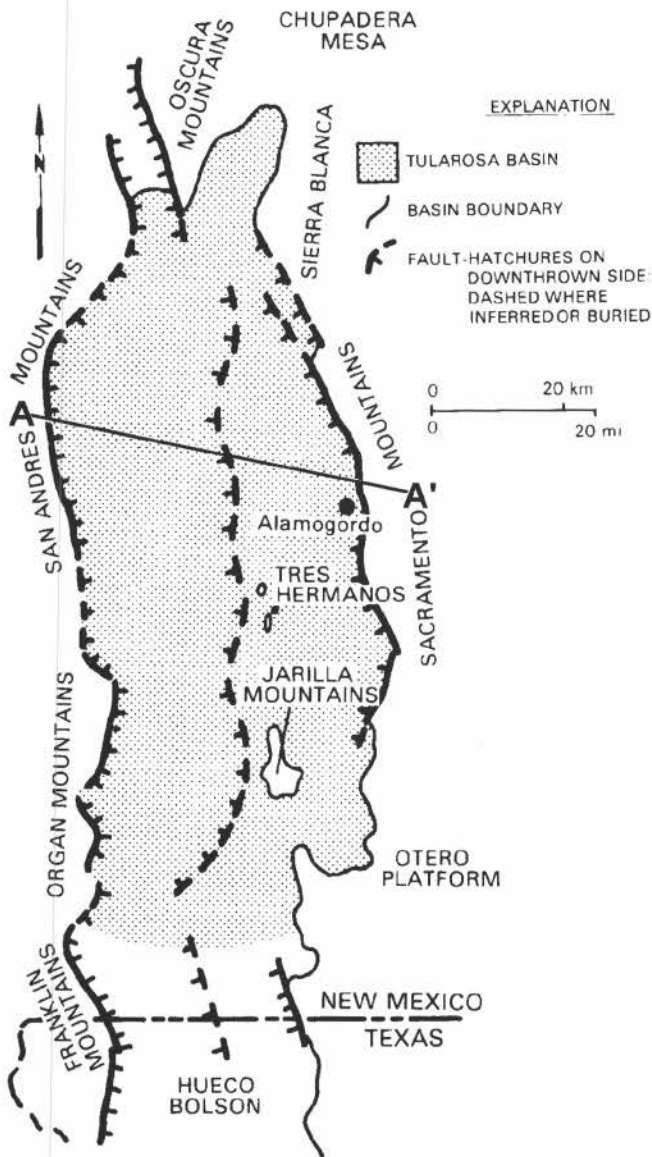 CHUPADERA
MESA
OSCURA
MOUNTAINS
N
SIERRA BLANCA
EXPLANATION
TULAROSA BASIN
BASIN BOUNDARY
FAULT-HATCHURES ON
DOWNTHROWN SIDE:
DASHED WHERE
INFERRED OR BURIED
0 20 km
0 20 mi
MOUNTAINS
SAN ANDRES
A
MOUNTAINS
SACRAMENTO
A'
Alamogordo
TRES
HERMANOS
JARILLA
MOUNTAINS
ORGAN MOUNTAINS
OTERO
PLATFORM
FRANKLIN
MOUNTAINS
NEW MEXICO
TEXAS
HUECO
BOLSON